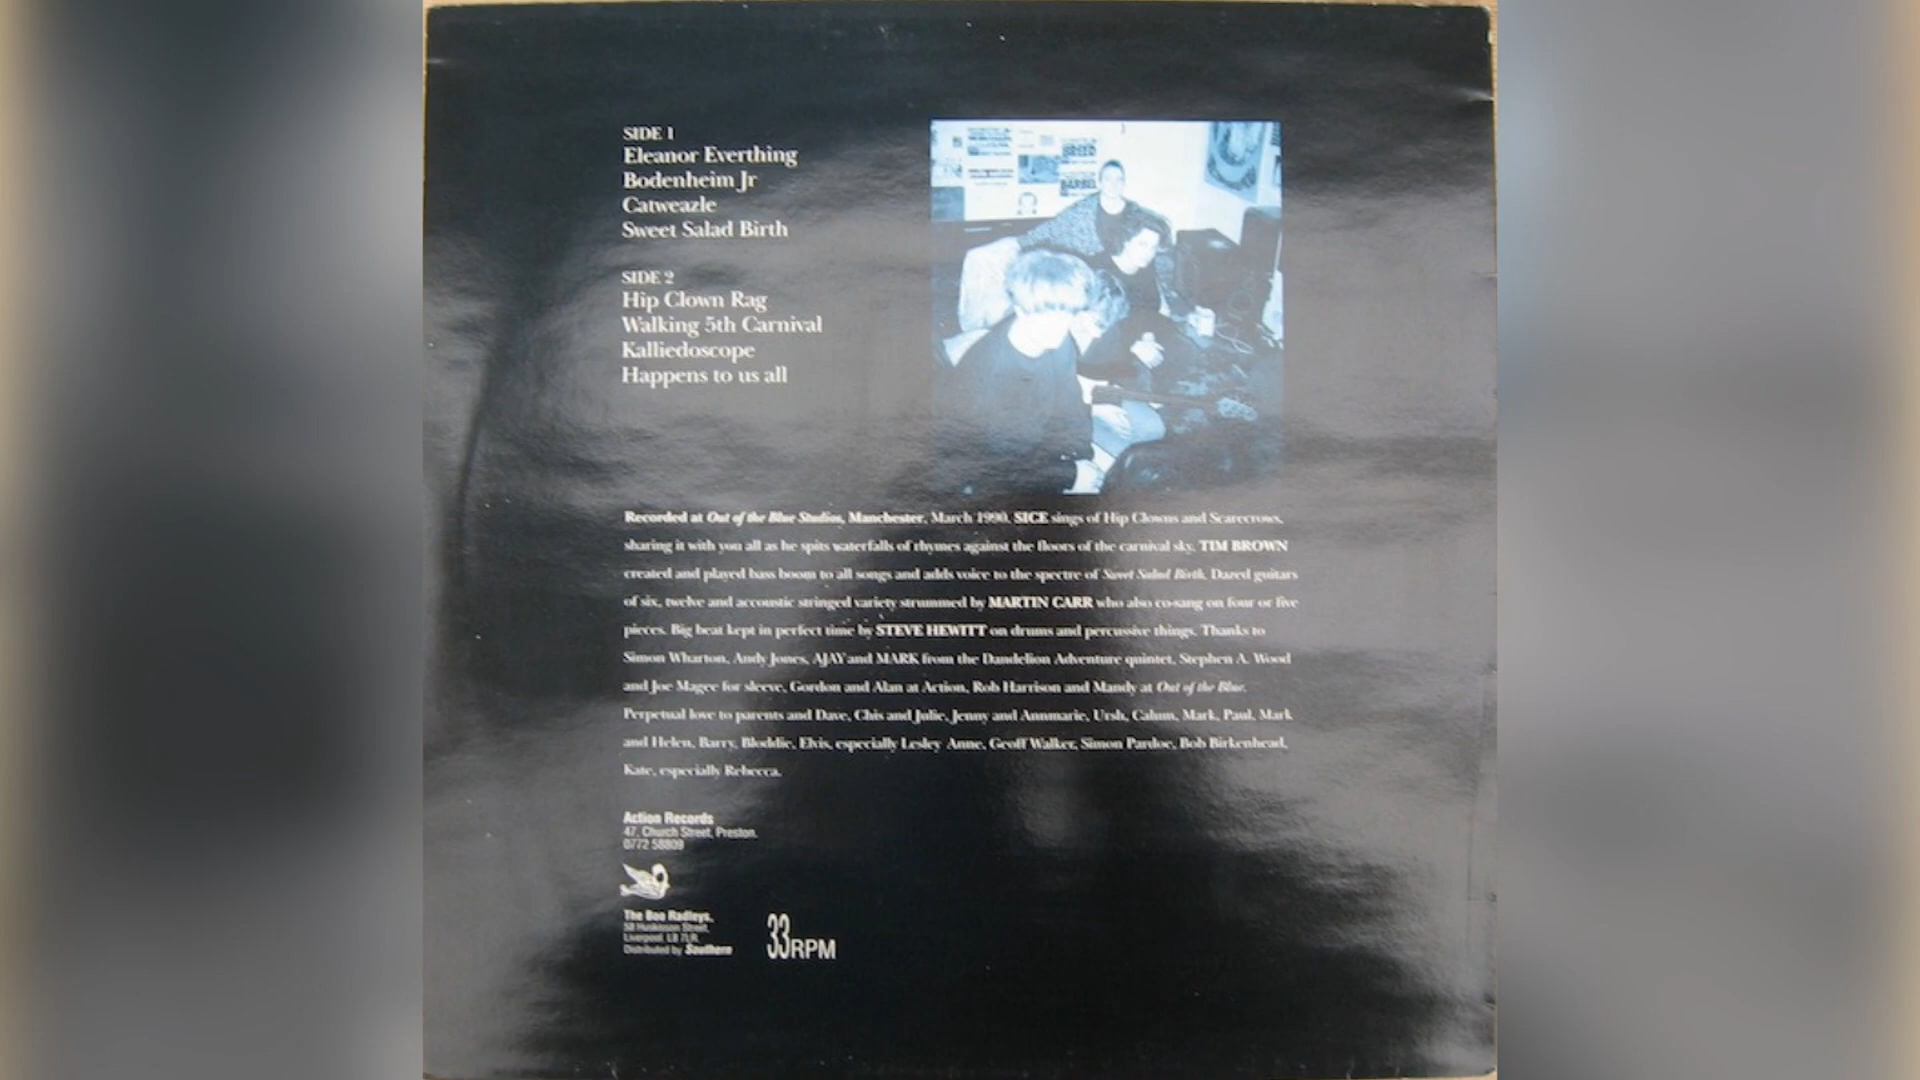 SIDE 1
Eleanor Everthing
Bodenheim Jr
Catweazle
Sweet Salad Birth
SIDE 2
Hip Clown Rag
Walking 5th Carnival
Kalliedoscope
Happens to us all
BREED
BARBEL
Recorded at Out of the Blue Studios, Manchester, March 1990. SICE sings of Hip Clowns and Scarecrows,
sharing it with you all as he spits waterfalls of rhymes against the floors of the carnival sky. TIM BROWN
created and played bass boom to all songs and adds voice to the spectre of Sweet Salad Birth. Dazed guitars
of six, twelve and accoustic stringed variety strummed by MARTIN CARR who also co-sang on four or five
pieces. Big beat kept in perfect time by STEVE HEWITT on drums and percussive things. Thanks to
Simon Wharton, Andy Jones, AJAY and MARK from the Dandelion Adventure quintet, Stephen A. Wood
and Joe Magee for sleeve, Gordon and Alan at Action, Rob Harrison and Mandy at Out of the Blue.
Perpetual love to parents and Dave, Chis and Julie, Jenny and Annmarie, Ursh, Calum, Mark, Paul, Mark
and Helen, Barry, Bloddie, Elvis, especially Lesley Anne, Geoff Walker, Simon Pardoe, Bob Birkenhead,
Kate, especially Rebecca.
Action Records
47, Church Street, Preston.
0772 58809
The Boo Radleys,
58 Huskisson Street,
Liverpool. L8 7LR.
Distributed by Southern
33RPM